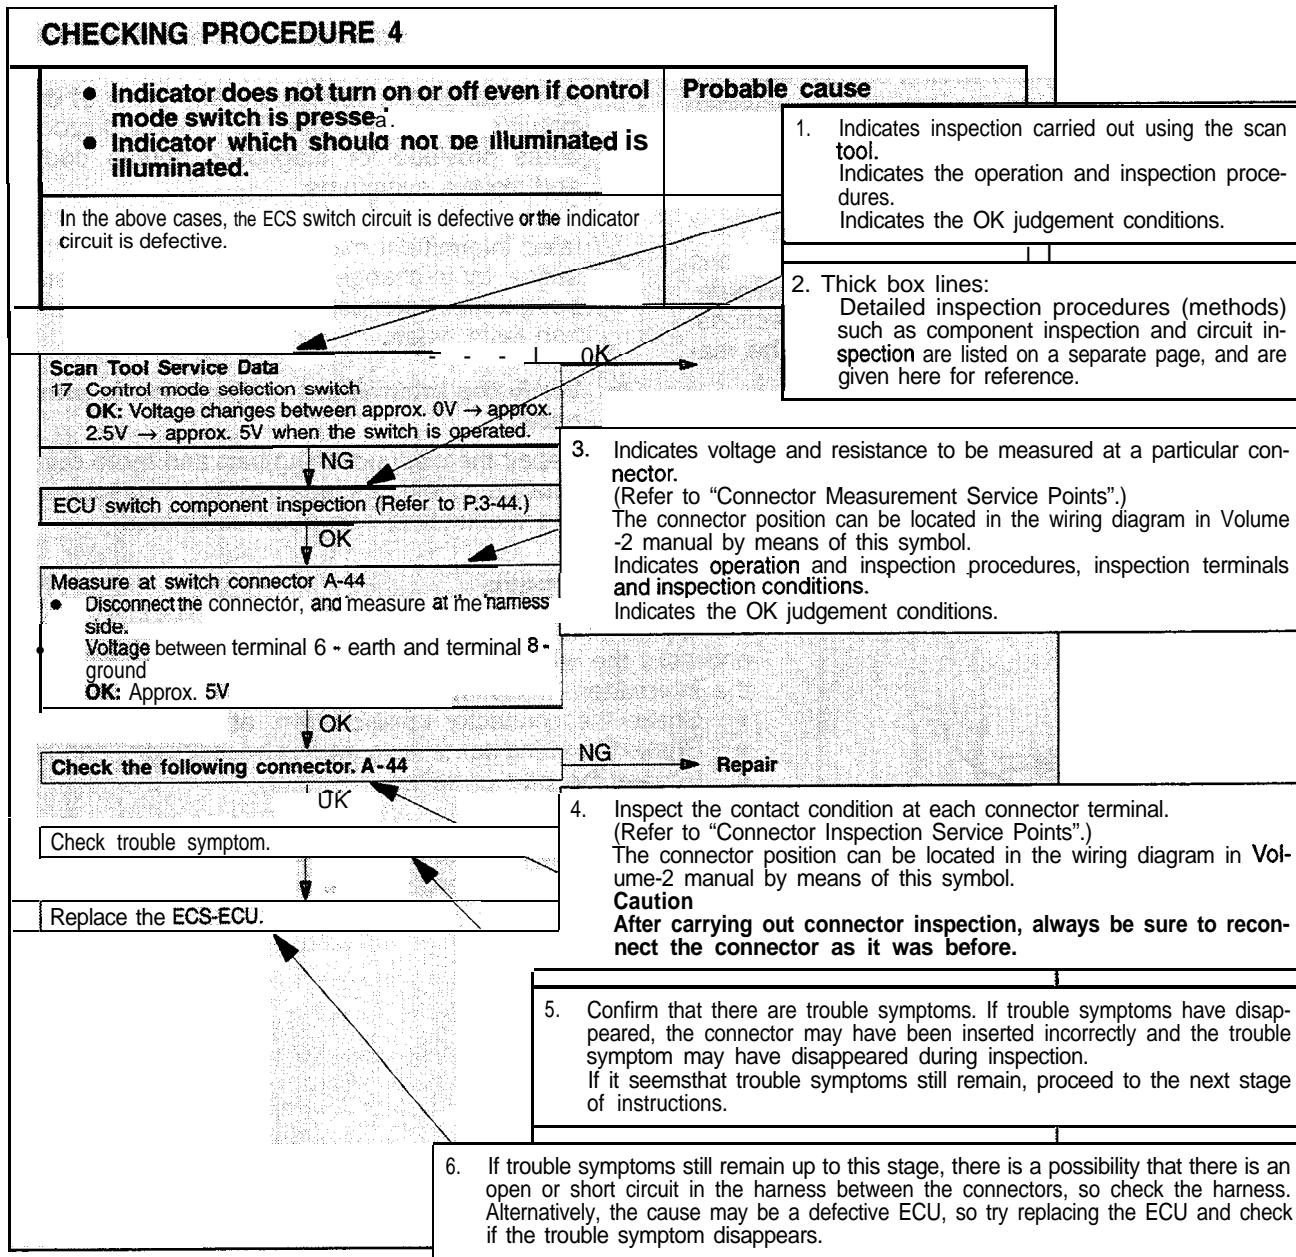 CHECKING PROCEDURE 4
● Indicator does not turn on or off even if control
mode switch is pressed.
● Indicator which should not be illuminated is
illuminated.
Probable cause
In the above cases, the ECS switch circuit is defective or the indicator
circuit is defective.
1. Indicates inspection carried out using the scan
tool.
Indicates the operation and inspection proce-
dures.
Indicates the OK judgement conditions.
2. Thick box lines:
Detailed inspection procedures (methods)
such as component inspection and circuit in-
spection are listed on a separate page, and are
given here for reference.
Scan Tool Service Data
17 Control mode selection switch
OK: Voltage changes between approx. 0V → approx.
2.5V → approx. 5V when the switch is operated.
OK
NG
ECU switch component inspection (Refer to P.3-44.)
OK
Measure at switch connector A-44
● Disconnect the connector, and measure at the harness
side.
● Voltage between terminal 6 - earth and terminal 8 -
ground
OK: Approx. 5V
3. Indicates voltage and resistance to be measured at a particular con-
nector.
(Refer to “Connector Measurement Service Points”.)
The connector position can be located in the wiring diagram in Volume
-2 manual by means of this symbol.
Indicates operation and inspection procedures, inspection terminals
and inspection conditions.
Indicates the OK judgement conditions.
OK
Check the following connector. A-44
NG
Repair
OK
Check trouble symptom.
Replace the ECS-ECU.
4. Inspect the contact condition at each connector terminal.
(Refer to “Connector Inspection Service Points”.)
The connector position can be located in the wiring diagram in Vol-
ume-2 manual by means of this symbol.
Caution
After carrying out connector inspection, always be sure to recon-
nect the connector as it was before.
5. Confirm that there are trouble symptoms. If trouble symptoms have disap-
peared, the connector may have been inserted incorrectly and the trouble
symptom may have disappeared during inspection.
If it seemsthat trouble symptoms still remain, proceed to the next stage
of instructions.
6. If trouble symptoms still remain up to this stage, there is a possibility that there is an
open or short circuit in the harness between the connectors, so check the harness.
Alternatively, the cause may be a defective ECU, so try replacing the ECU and check
if the trouble symptom disappears.